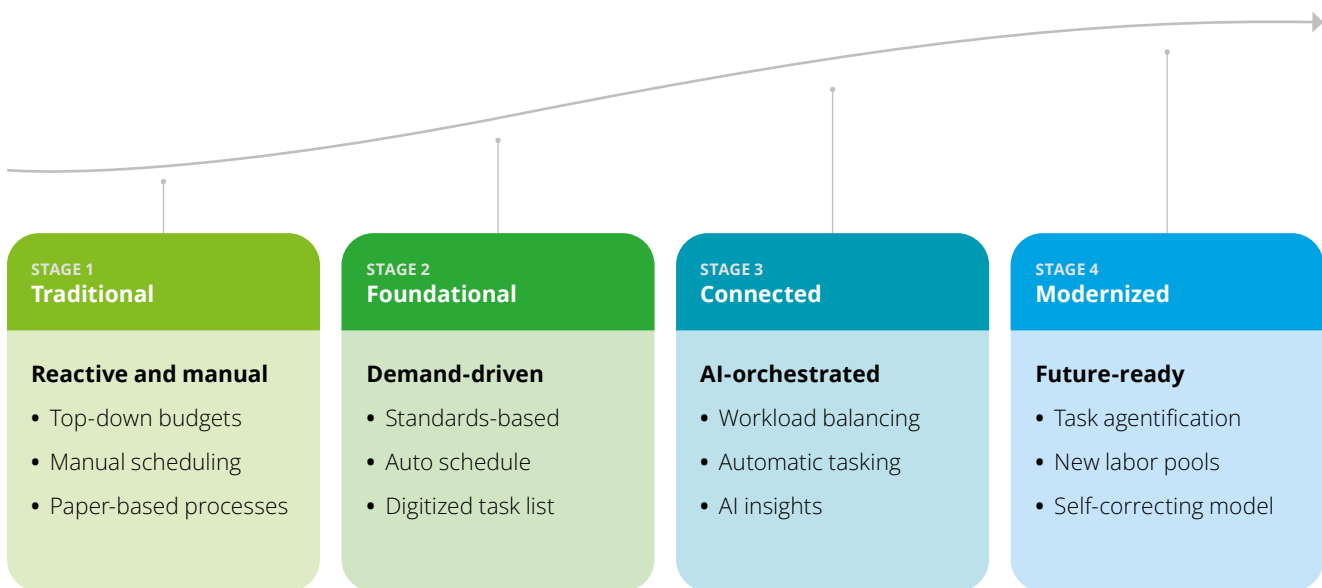 STAGE 1
Traditional
Reactive and manual
• Top-down budgets
• Manual scheduling
• Paper-based processes
STAGE 2
Foundational
Demand-driven
• Standards-based
• Auto schedule
• Digitized task list
STAGE 3
Connected
AI-orchestrated
• Workload balancing
• Automatic tasking
• AI insights
STAGE 4
Modernized
Future-ready
• Task agentification
• New labor pools
• Self-correcting model